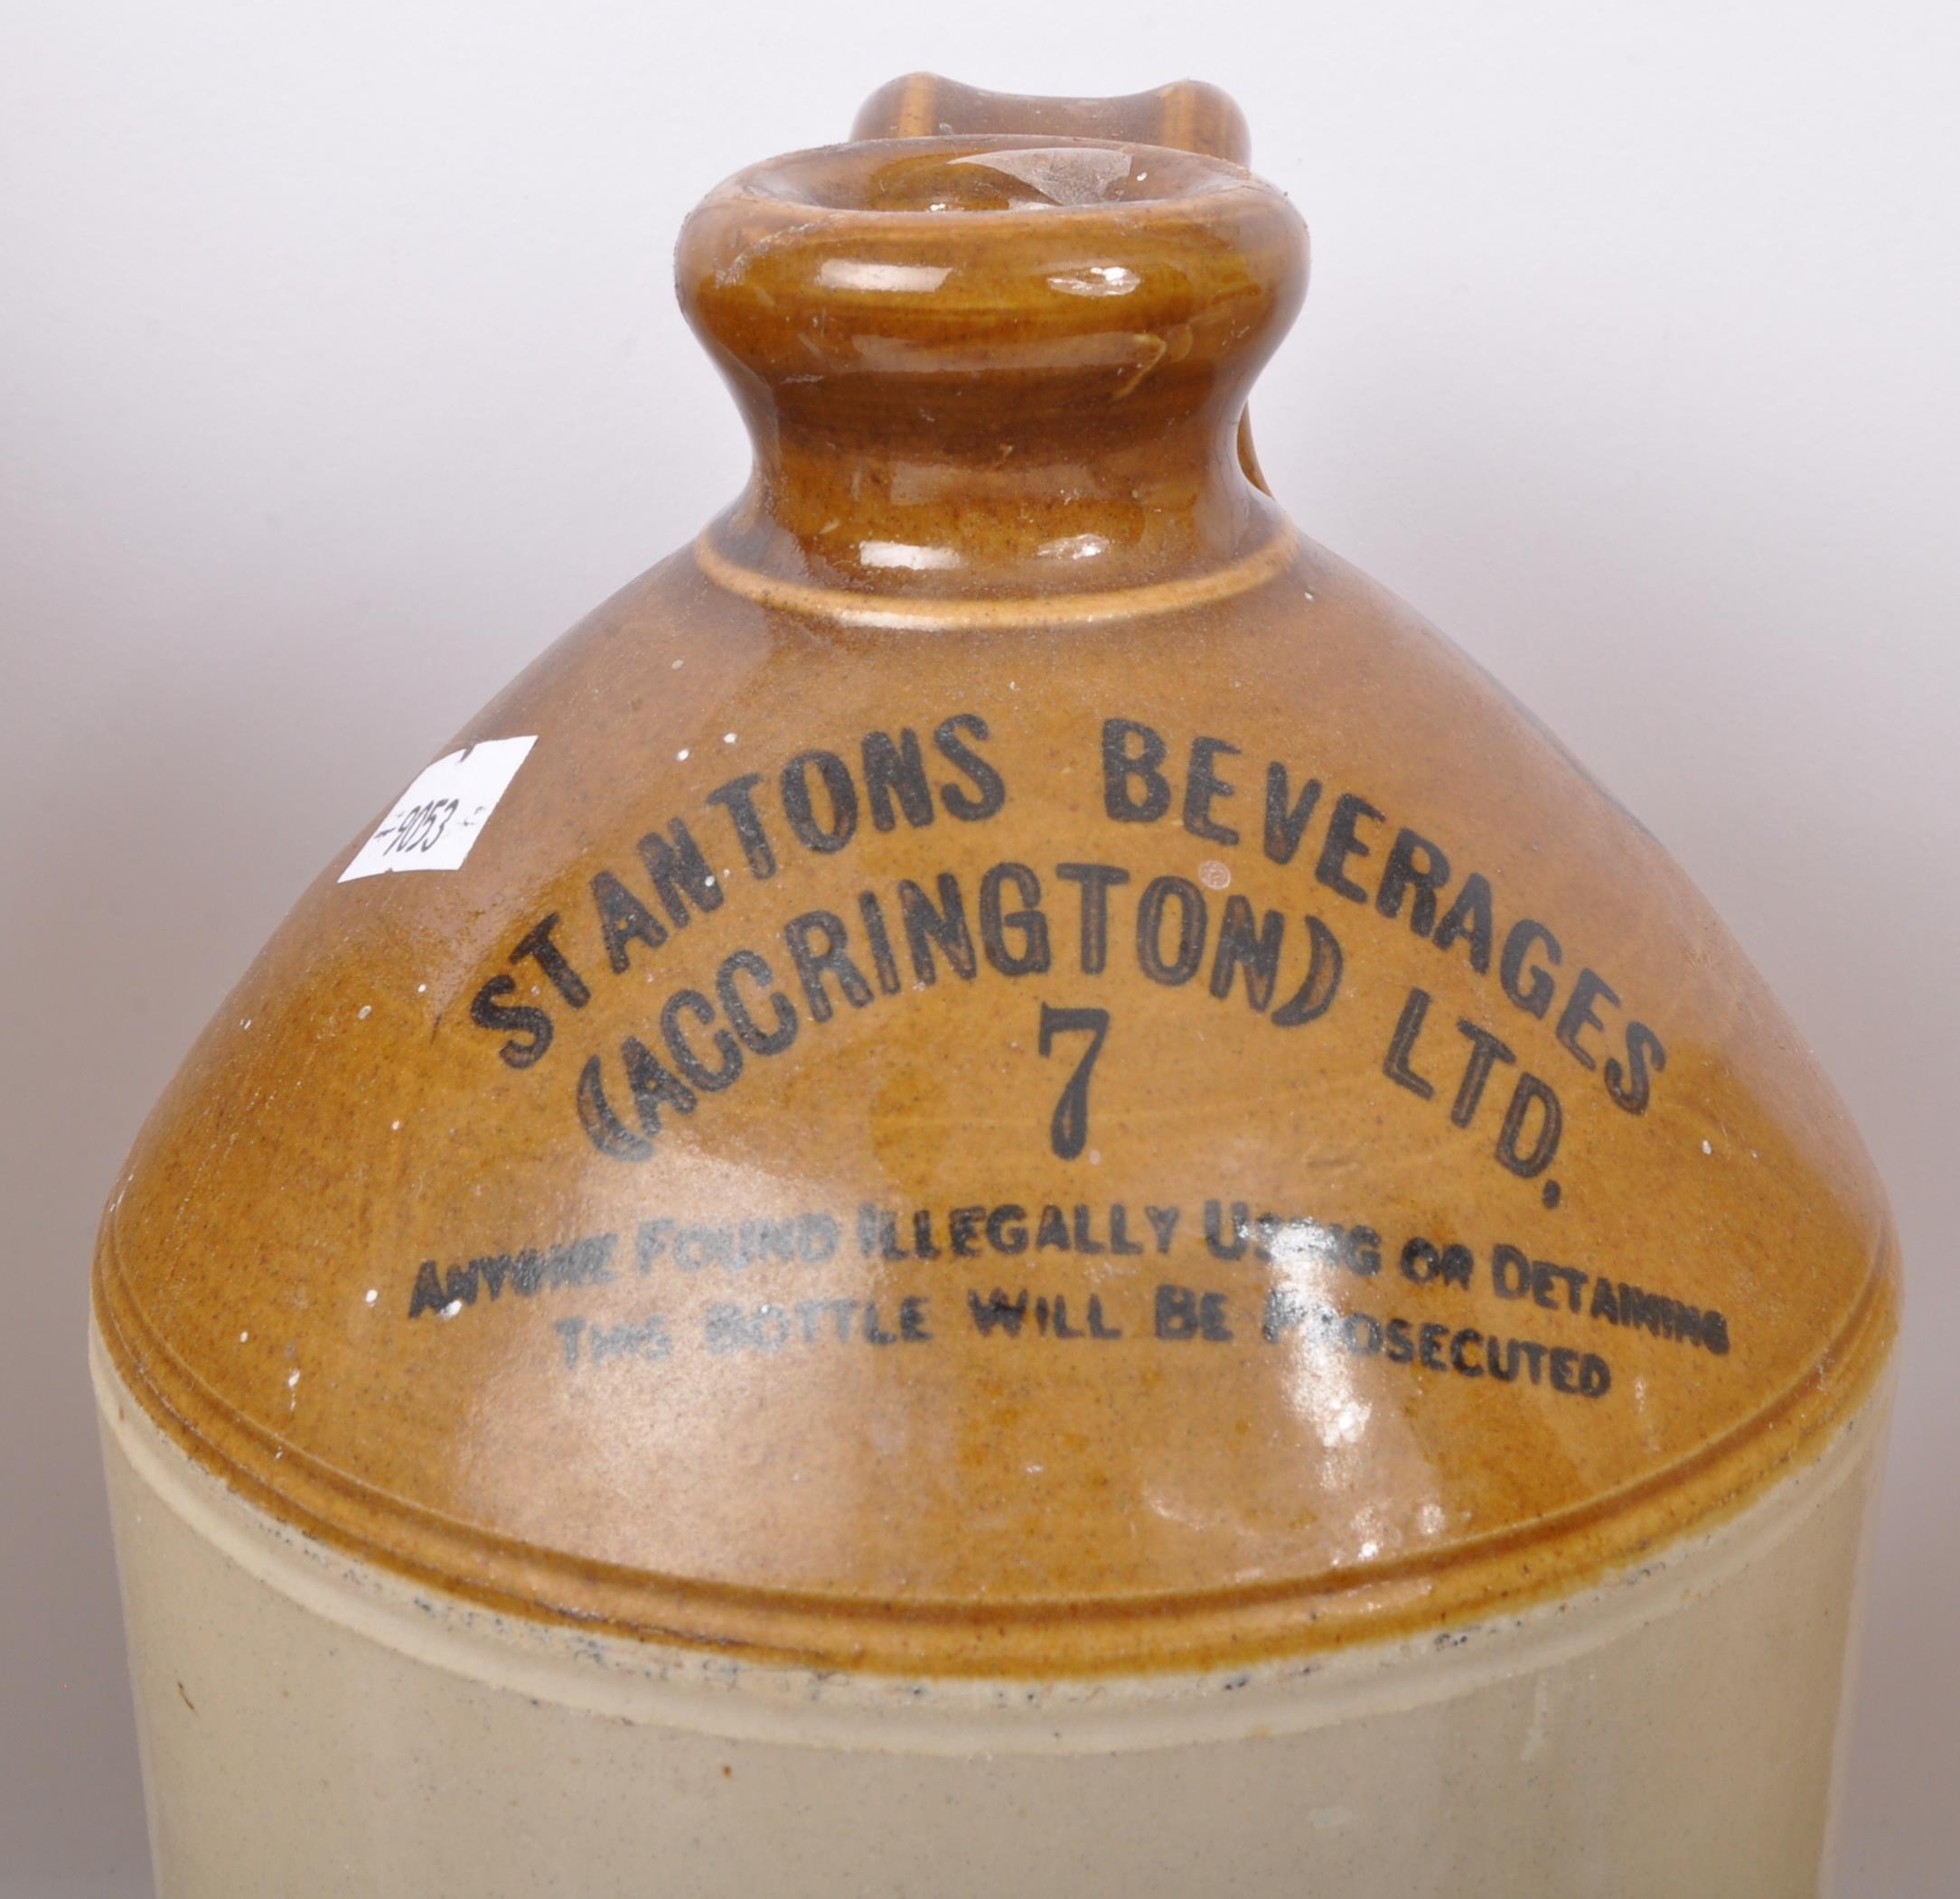 STANTONS BEVERAGES
(ACCRINGTON) LTD.
7
ANYONE FOUND ILLEGALLY USING OR DETAINING
THIS BOTTLE WILL BE PROSECUTED
9053